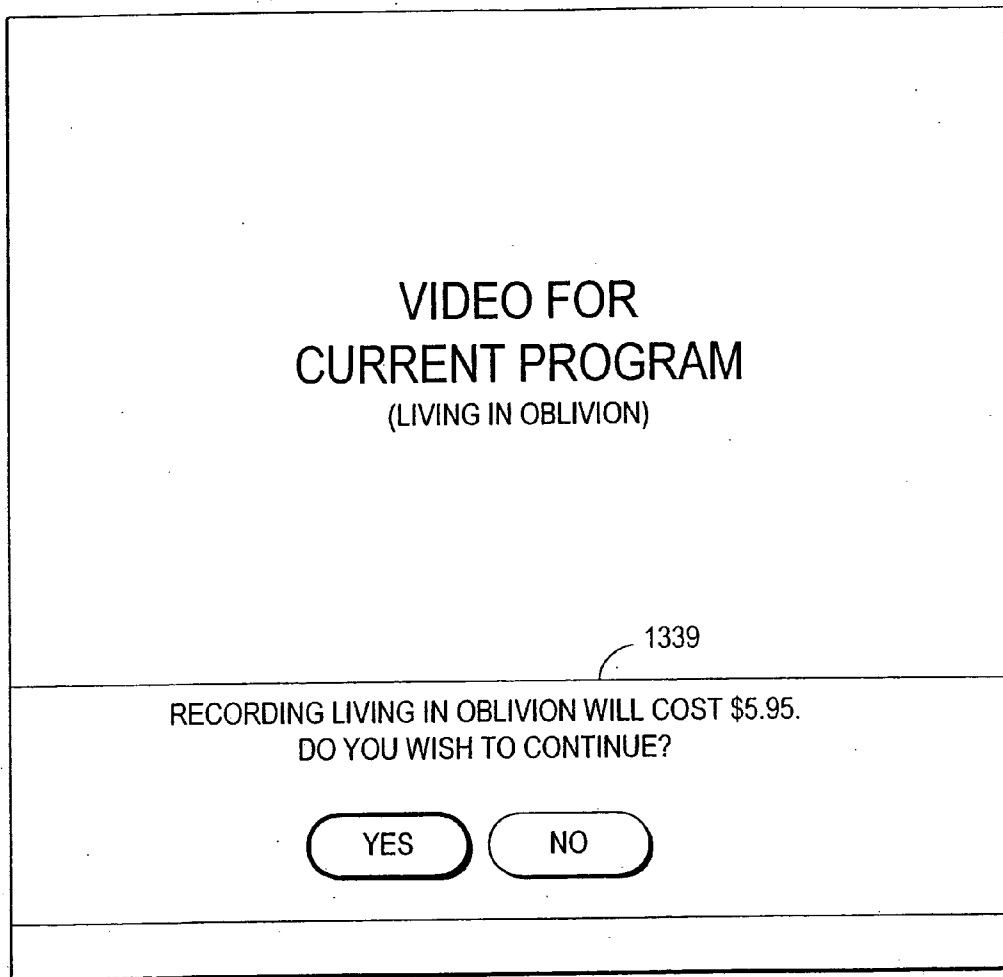 VIDEO FOR
CURRENT PROGRAM
(LIVING IN OBLIVION)
1339
RECORDING LIVING IN OBLIVION WILL COST $5.95.
DO YOU WISH TO CONTINUE?
YES NO